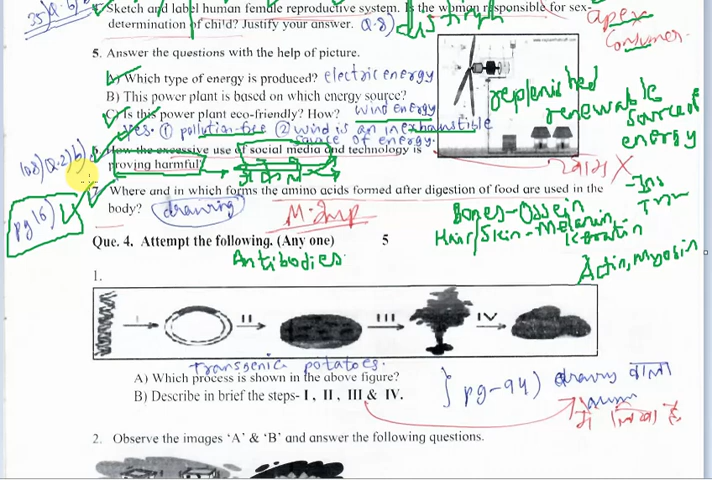 35) Q.6)
Sketch and label human female reproductive system. Is the woman responsible for sex-
determination of child? Justify your answer. Q.8)
apex
Consumer.
5. Answer the questions with the help of picture.
A) Which type of energy is produced? electric energy
B) This power plant is based on which energy source?
wind energy
C) Is this power plant eco-friendly? How?
Yes. ① pollution-free ② wind is an inexhaustible
source of energy.
replenished
renewable
source of
energy
6. How the excessive use of social media and technology is
proving harmful?
Q.2) b)
7. Where and in which forms the amino acids formed after digestion of food are used in the
body? (drawing) M. Imp
pg 16)
Bones-Ossein
Hair/Skin-Melanin,
Keratin
Actin, Myosin
Que. 4. Attempt the following. (Any one) 5
Antibodies
1.
I II III IV
transgenic potatoes.
A) Which process is shown in the above figure?
B) Describe in brief the steps- I , II , III & IV.
} pg-94) drawing वाला
में लिखा है
2. Observe the images ‘A’ & ‘B’ and answer the following questions.